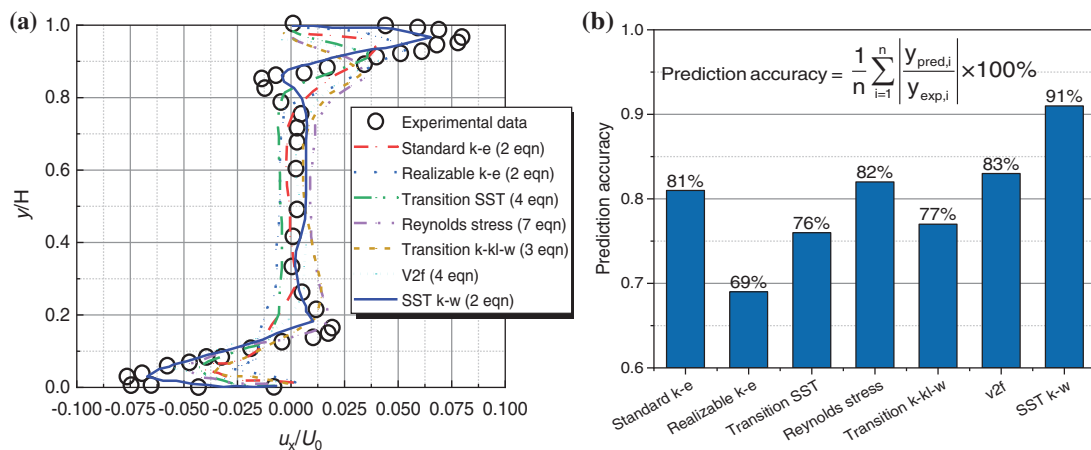 (a)
1.0
0.8
0.6
0.4
0.2
0.0
y/H
-0.100 -0.075 -0.050 -0.025 0.000 0.025 0.050 0.075 0.100
uₓ/U₀
Experimental data
Standard k-e (2 eqn)
Realizable k-e (2 eqn)
Transition SST (4 eqn)
Reynolds stress (7 eqn)
Transition k-kl-w (3 eqn)
V2f (4 eqn)
SST k-w (2 eqn)
(b)
1.0
0.9
0.8
0.7
0.6
Prediction accuracy
Prediction accuracy = 1/n ∑ⁿᵢ₌₁ |y_pred,i / y_exp,i| ×100%
81%
69%
76%
82%
77%
83%
91%
Standard k-e
Realizable k-e
Transition SST
Reynolds stress
Transition k-kl-w
v2f
SST k-w